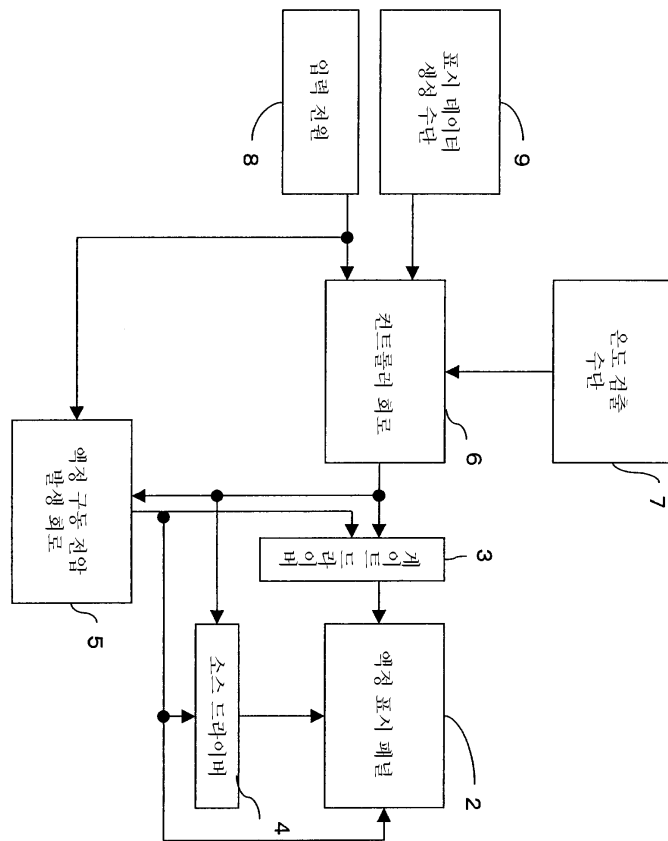 입력 전원
8
표시 데이터
생성 수단
9
컨트롤러 회로
6
온도 검출
수단
7
액정 구동 전압
발생 회로
5
게이트 드라이버
3
소스 드라이버
4
액정 표시 패널
2